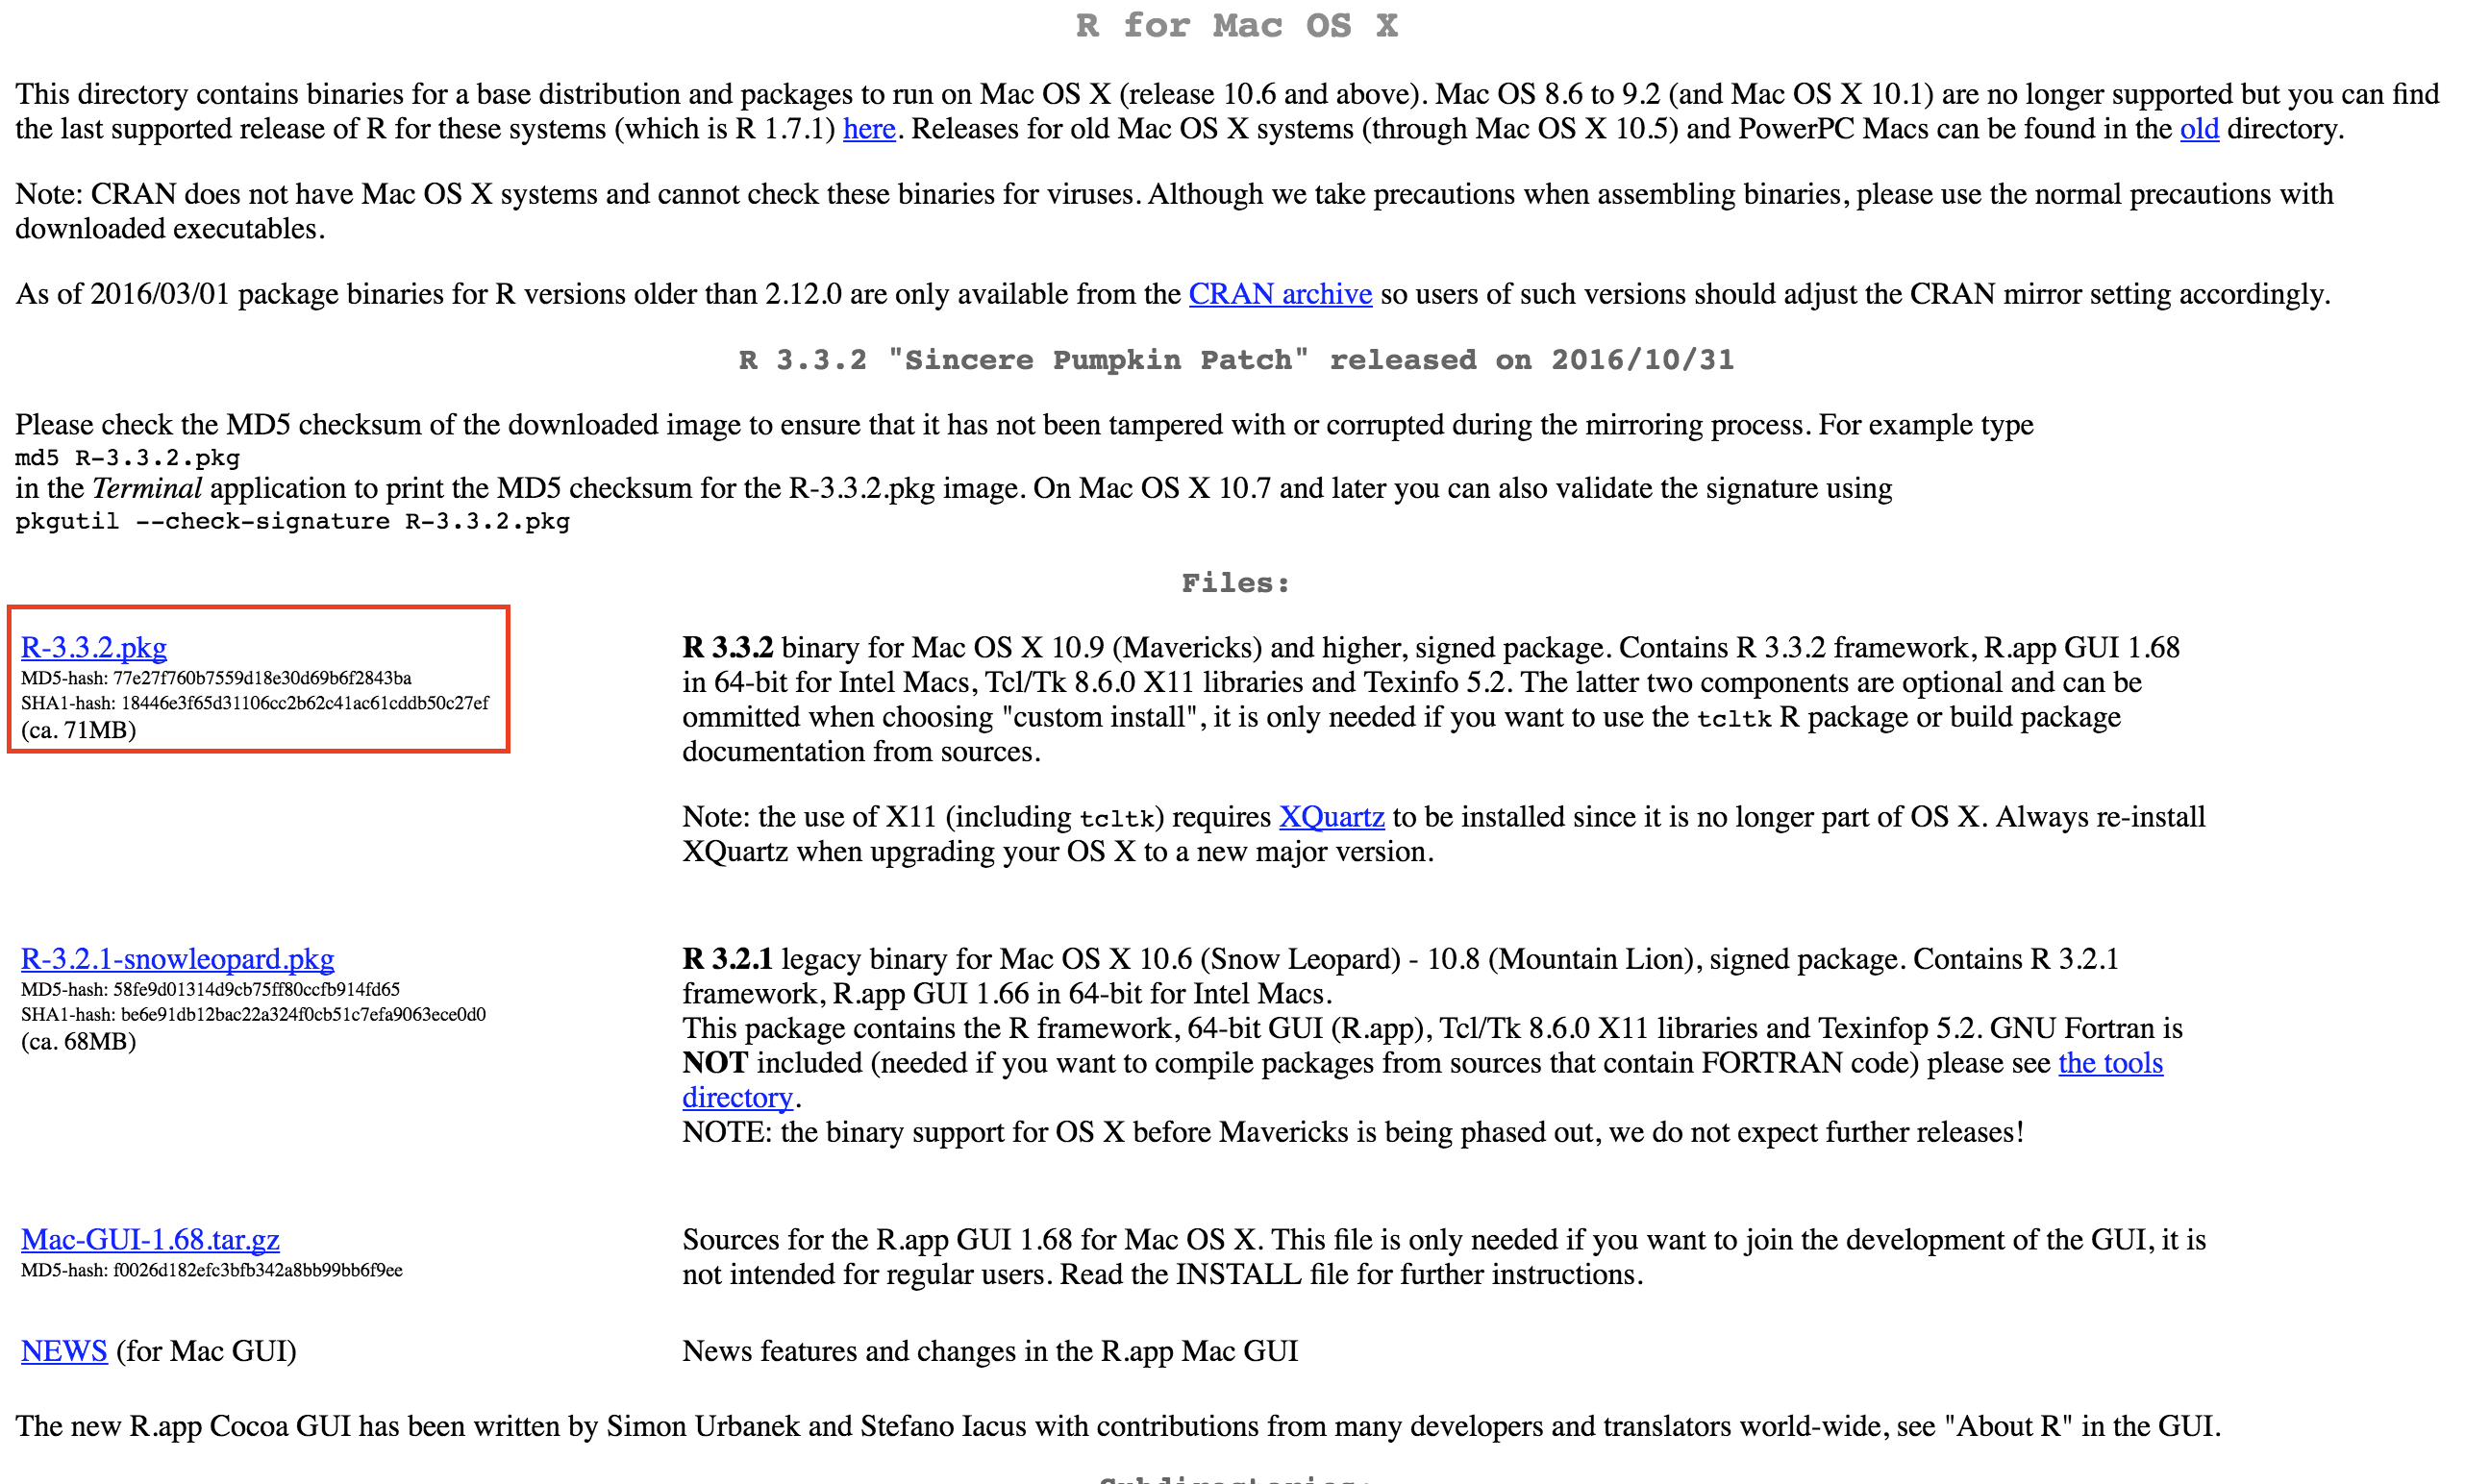 R for Mac OS X
This directory contains binaries for a base distribution and packages to run on Mac OS X (release 10.6 and above). Mac OS 8.6 to 9.2 (and Mac OS X 10.1) are no longer supported but you can find
the last supported release of R for these systems (which is R 1.7.1) here. Releases for old Mac OS X systems (through Mac OS X 10.5) and PowerPC Macs can be found in the old directory.
Note: CRAN does not have Mac OS X systems and cannot check these binaries for viruses. Although we take precautions when assembling binaries, please use the normal precautions with
downloaded executables.
As of 2016/03/01 package binaries for R versions older than 2.12.0 are only available from the CRAN archive so users of such versions should adjust the CRAN mirror setting accordingly.
R 3.3.2 "Sincere Pumpkin Patch" released on 2016/10/31
Please check the MD5 checksum of the downloaded image to ensure that it has not been tampered with or corrupted during the mirroring process. For example type
md5 R-3.3.2.pkg
in the Terminal application to print the MD5 checksum for the R-3.3.2.pkg image. On Mac OS X 10.7 and later you can also validate the signature using
pkgutil --check-signature R-3.3.2.pkg
Files:
R-3.3.2.pkg
MD5-hash: 77e27f760b7559d18e30d69b6f2843ba
SHA1-hash: 18446e3f65d31106cc2b62c41ac61cddb50c27ef
(ca. 71MB)
R 3.3.2 binary for Mac OS X 10.9 (Mavericks) and higher, signed package. Contains R 3.3.2 framework, R.app GUI 1.68
in 64-bit for Intel Macs, Tcl/Tk 8.6.0 X11 libraries and Texinfo 5.2. The latter two components are optional and can be
ommitted when choosing "custom install", it is only needed if you want to use the tcltk R package or build package
documentation from sources.
Note: the use of X11 (including tcltk) requires XQuartz to be installed since it is no longer part of OS X. Always re-install
XQuartz when upgrading your OS X to a new major version.
R-3.2.1-snowleopard.pkg
MD5-hash: 58fe9d01314d9cb75ff80ccfb914fd65
SHA1-hash: be6e91db12bac22a324f0cb51c7efa9063ece0d0
(ca. 68MB)
R 3.2.1 legacy binary for Mac OS X 10.6 (Snow Leopard) - 10.8 (Mountain Lion), signed package. Contains R 3.2.1
framework, R.app GUI 1.66 in 64-bit for Intel Macs.
This package contains the R framework, 64-bit GUI (R.app), Tcl/Tk 8.6.0 X11 libraries and Texinfop 5.2. GNU Fortran is
NOT included (needed if you want to compile packages from sources that contain FORTRAN code) please see the tools
directory.
NOTE: the binary support for OS X before Mavericks is being phased out, we do not expect further releases!
Mac-GUI-1.68.tar.gz
MD5-hash: f0026d182efc3bfb342a8bb99bb6f9ee
Sources for the R.app GUI 1.68 for Mac OS X. This file is only needed if you want to join the development of the GUI, it is
not intended for regular users. Read the INSTALL file for further instructions.
NEWS (for Mac GUI)
News features and changes in the R.app Mac GUI
The new R.app Cocoa GUI has been written by Simon Urbanek and Stefano Iacus with contributions from many developers and translators world-wide, see "About R" in the GUI.